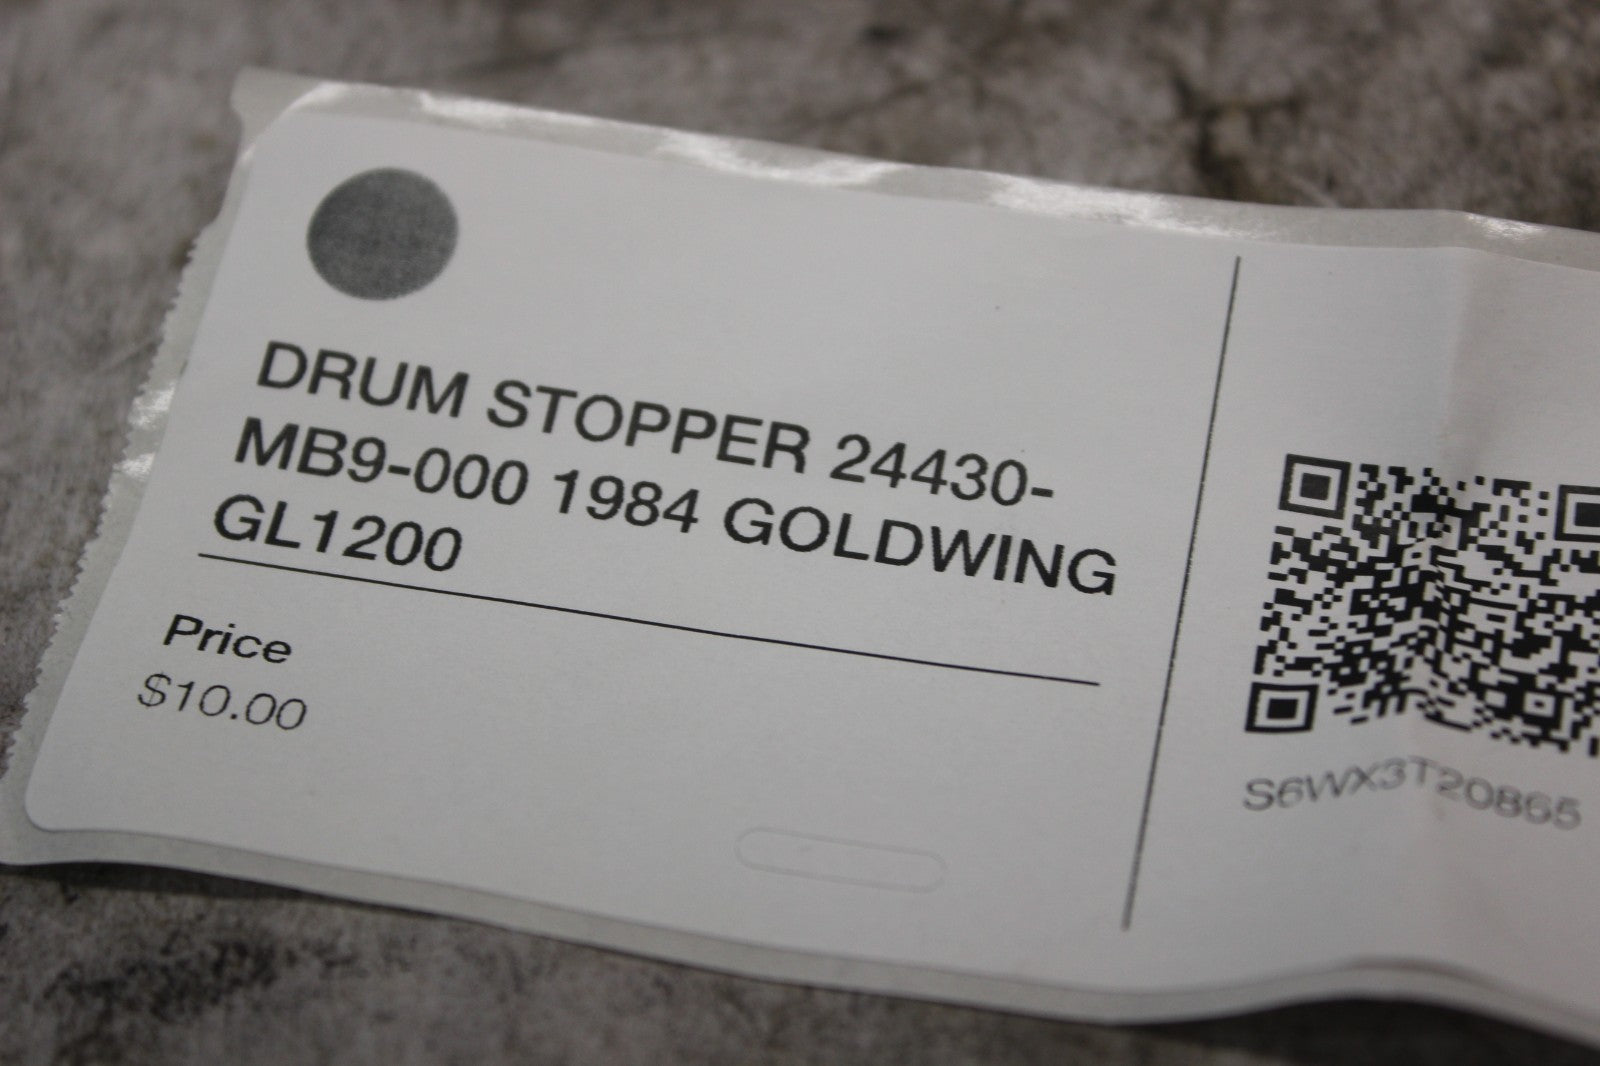 DRUM STOPPER 24430-
MB9-000 1984 GOLDWING
GL1200
Price
$10.00
S6WX3T20865